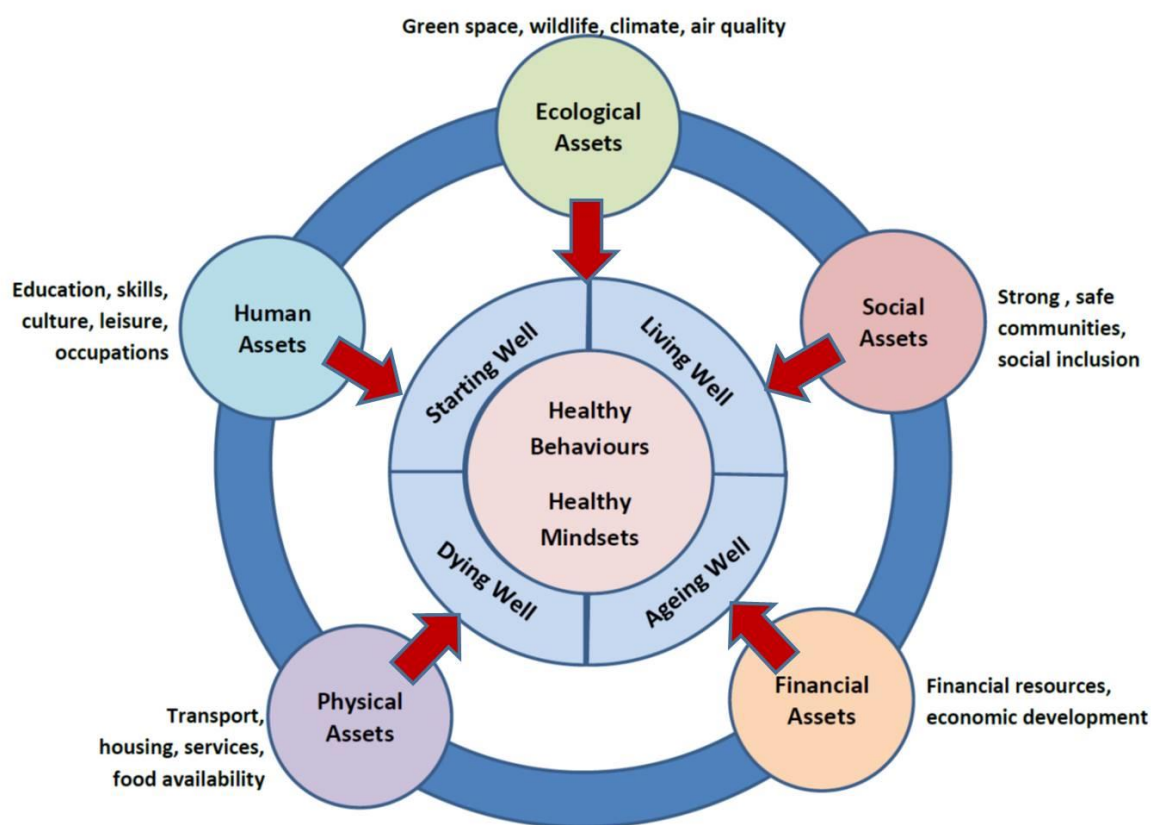 Green space, wildlife, climate, air quality
Ecological
Assets
Education, skills,
culture, leisure,
occupations
Human
Assets
Social
Assets
Strong , safe
communities,
social inclusion
Starting Well
Living Well
Healthy
Behaviours
Healthy
Mindsets
Dying Well
Ageing Well
Transport,
housing, services,
food availability
Physical
Assets
Financial
Assets
Financial resources,
economic development